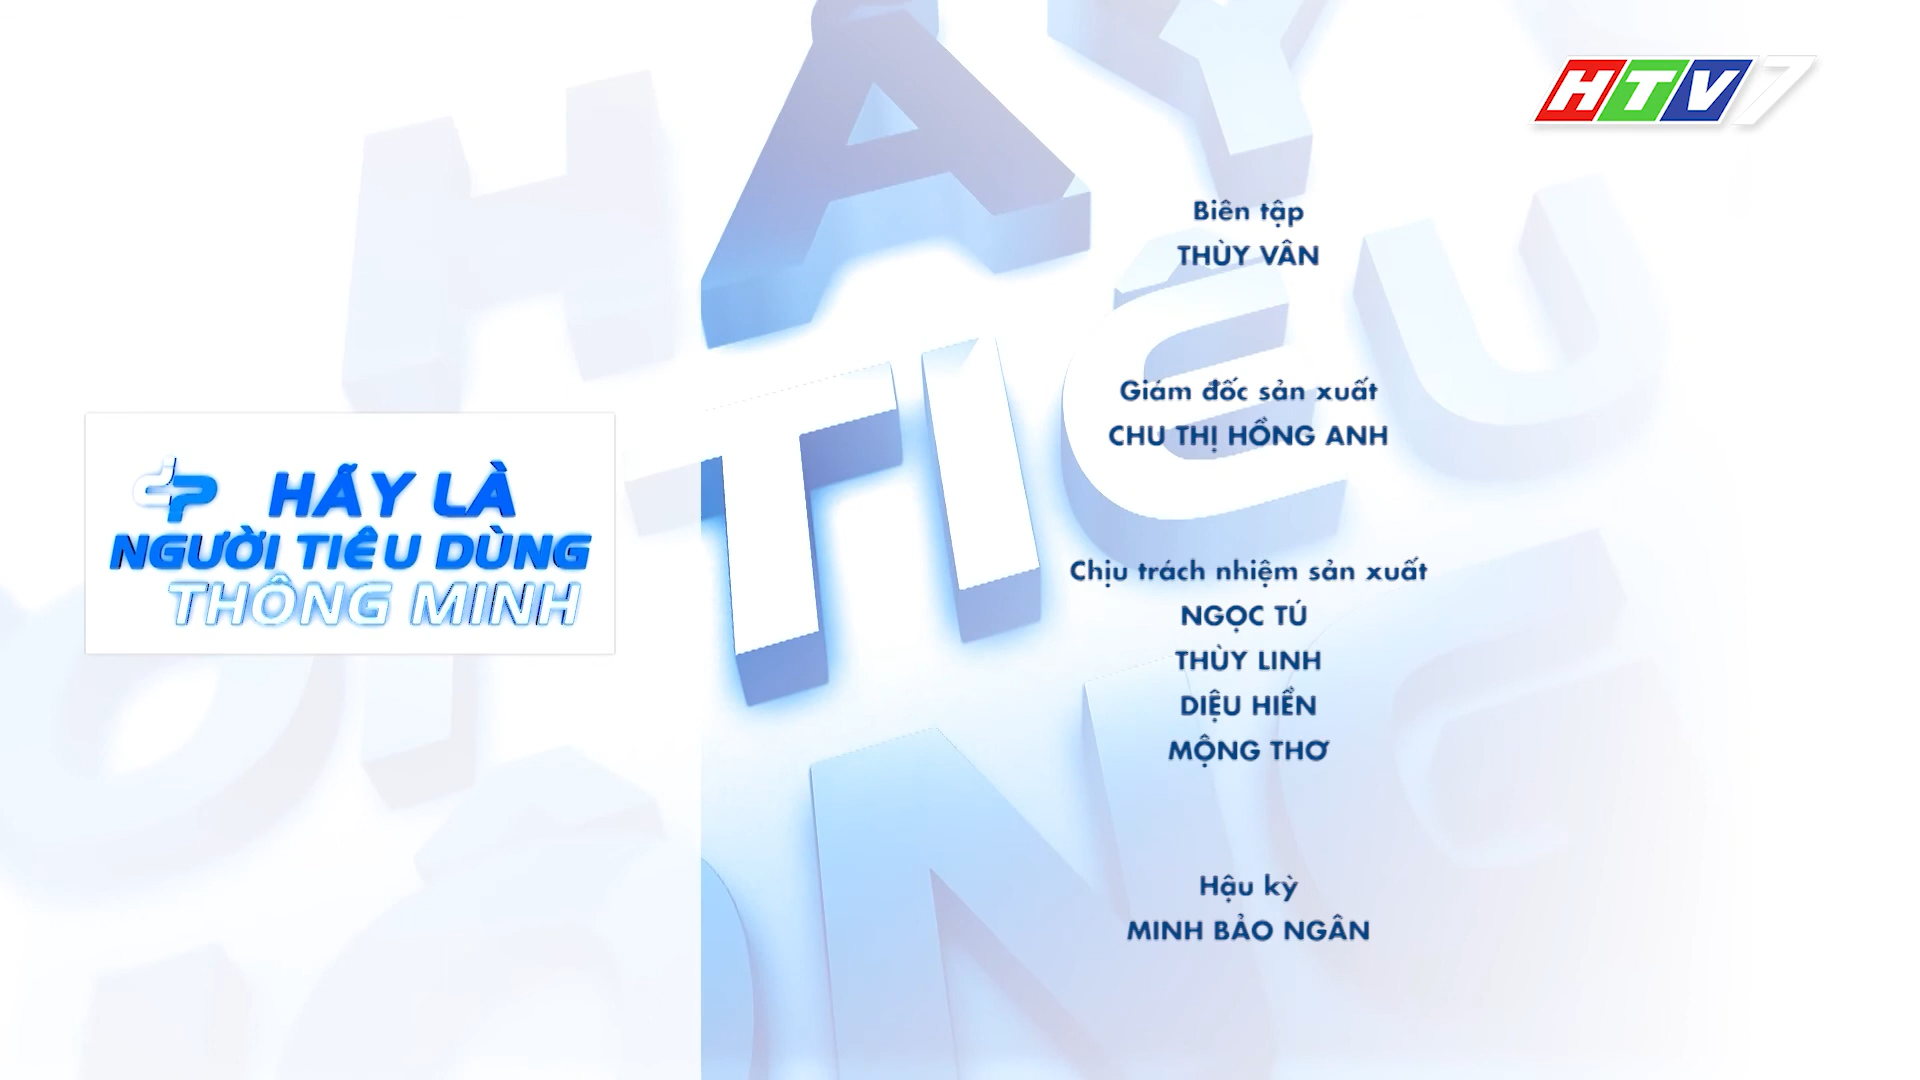 HTV7
Biên tập
THÙY VÂN
Giám đốc sản xuất
CHU THỊ HỒNG ANH
HÃY LÀ
NGƯỜI TIÊU DÙNG
THÔNG MINH
Chịu trách nhiệm sản xuất
NGỌC TÚ
THÙY LINH
DIỆU HIỀN
MỘNG THƠ
Hậu kỳ
MINH BẢO NGÂN
HÃY
TIÊU